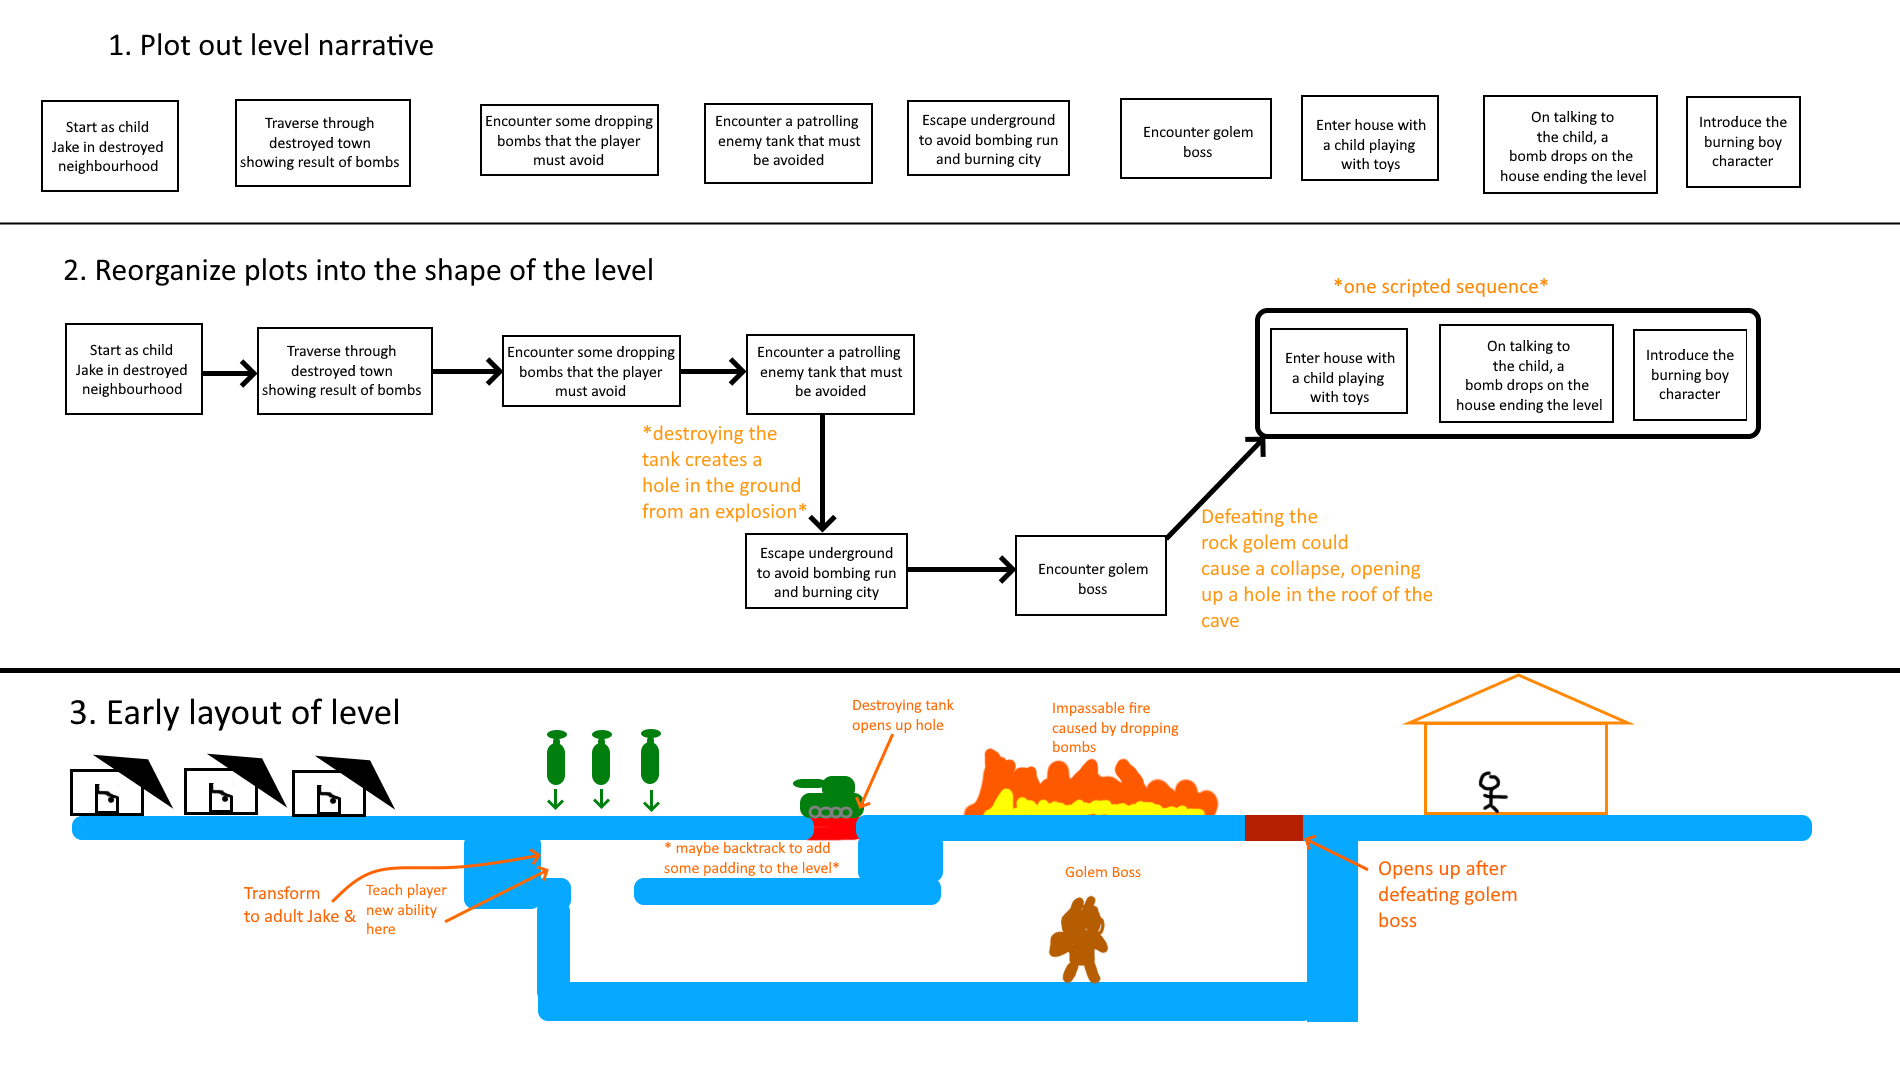 1. Plot out level narrative
Start as child
Jake in destroyed
neighbourhood
Traverse through
destroyed town
showing result of bombs
Encounter some dropping
bombs that the player
must avoid
Encounter a patrolling
enemy tank that must
be avoided
Escape underground
to avoid bombing run
and burning city
Encounter golem
boss
Enter house with
a child playing
with toys
On talking to
the child, a
bomb drops on the
house ending the level
Introduce the
burning boy
character
2. Reorganize plots into the shape of the level
*one scripted sequence*
Start as child
Jake in destroyed
neighbourhood
Traverse through
destroyed town
showing result of bombs
Encounter some dropping
bombs that the player
must avoid
Encounter a patrolling
enemy tank that must
be avoided
Enter house with
a child playing
with toys
On talking to
the child, a
bomb drops on the
house ending the level
Introduce the
burning boy
character
*destroying the
tank creates a
hole in the ground
from an explosion*
Escape underground
to avoid bombing run
and burning city
Encounter golem
boss
Defeating the
rock golem could
cause a collapse, opening
up a hole in the roof of the
cave
3. Early layout of level
Destroying tank
opens up hole
Impassable fire
caused by dropping
bombs
* maybe backtrack to add
some padding to the level*
Transform
to adult Jake &
Teach player
new ability
here
Golem Boss
Opens up after
defeating golem
boss